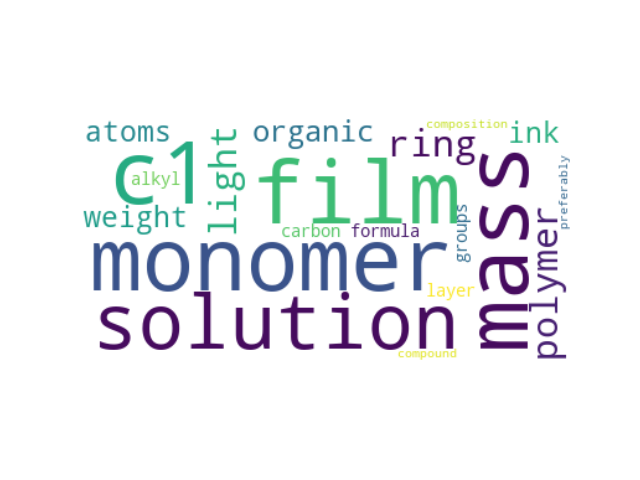 atoms
c1
alkyl
weight
light
organic
ring
composition
ink
film
mass
preferably
carbon
formula
groups
polymer
monomer
layer
solution
compound